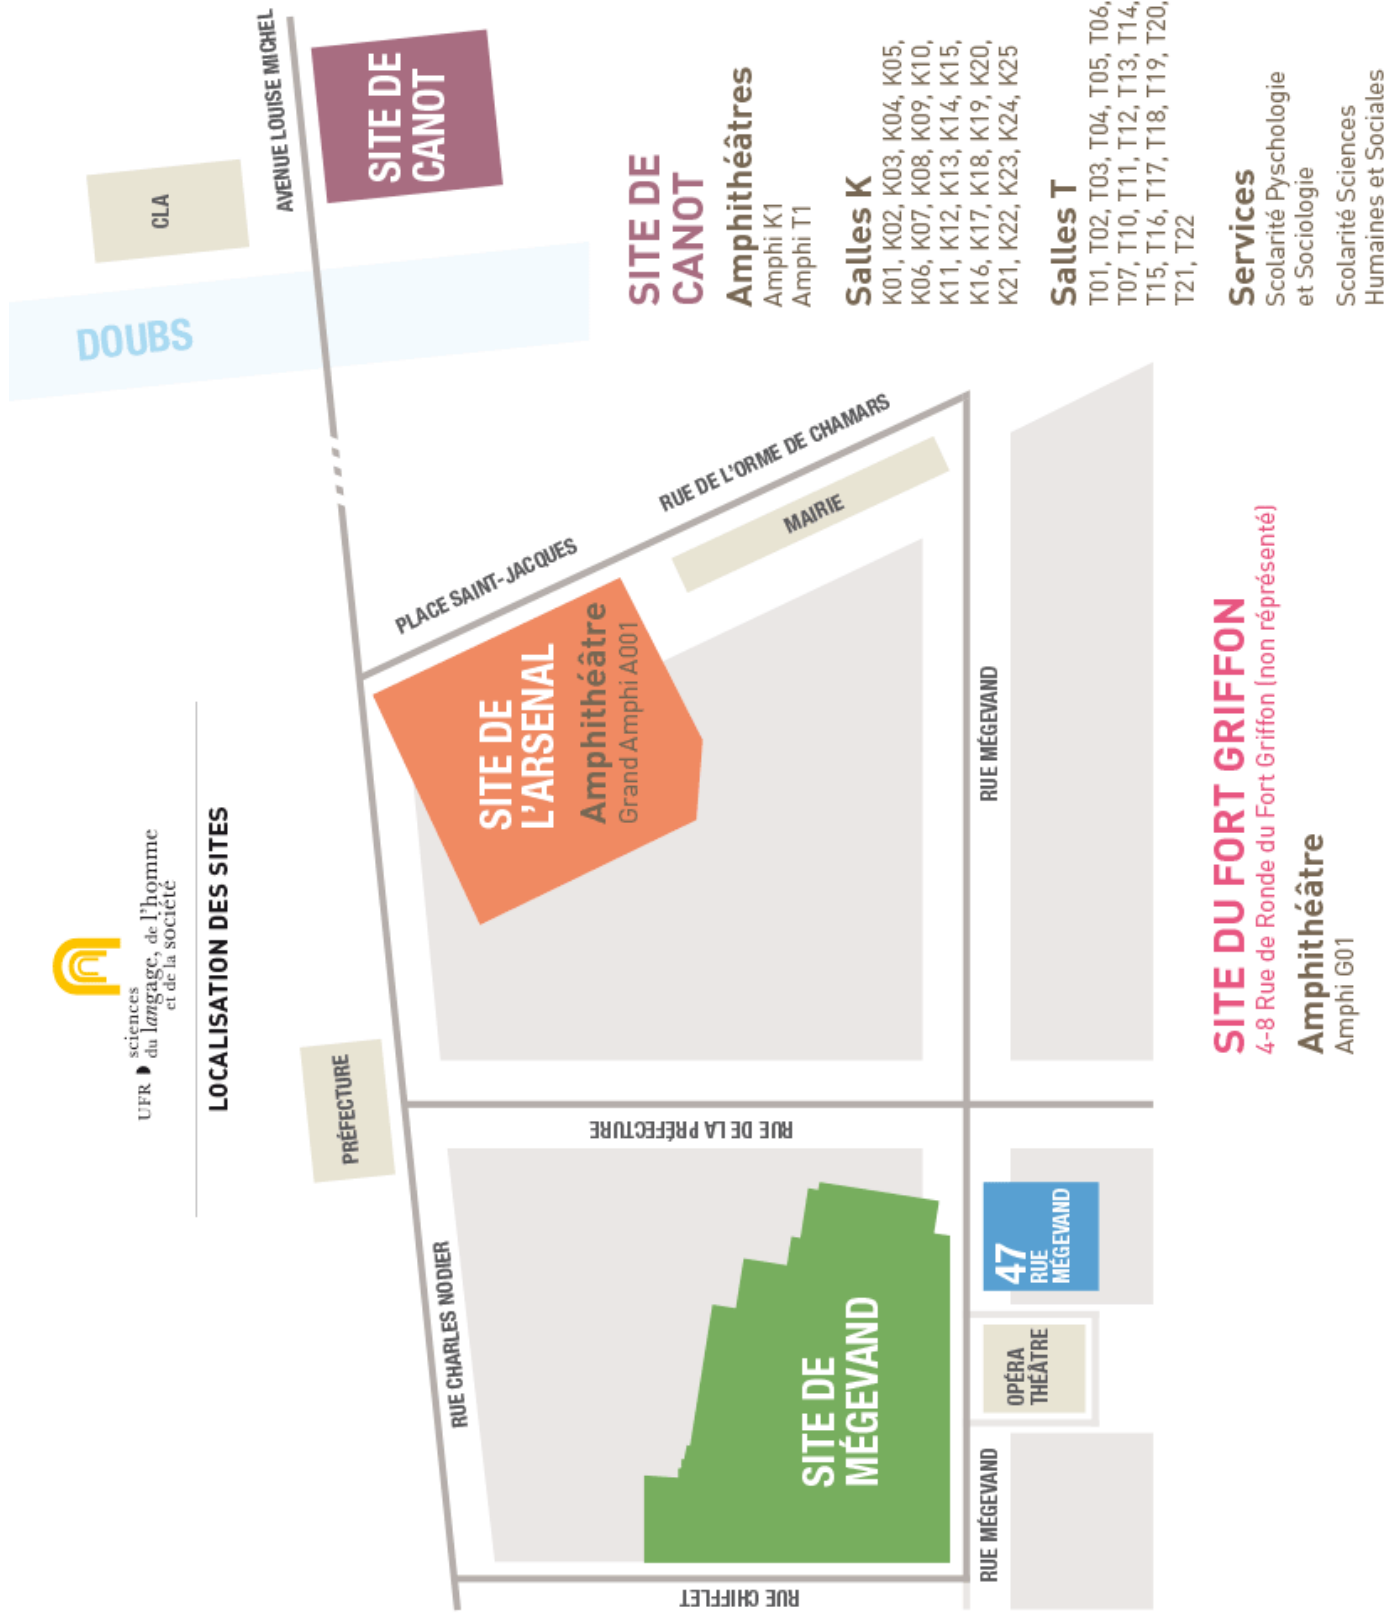 UFR sciences
du langage, de l'homme
et de la société
LOCALISATION DES SITES
CLA
AVENUE LOUISE MICHEL
SITE DE
CANOT
DOUBS
PRÉFECTURE
RUE CHARLES NODIER
PLACE SAINT-JACQUES
RUE DE L'ORME DE CHAMARS
MAIRIE
SITE DE
L'ARSENAL
Amphithéâtre
Grand Amphi A001
RUE DE LA PRÉFECTURE
RUE CHIFFLET
SITE DE
MÉGEVAND
RUE MÉGEVAND
RUE MÉGEVAND
OPÉRA
THÉÂTRE
47
RUE
MÉGEVAND
SITE DE
CANOT
Amphithéâtres
Amphi K1
Amphi T1
Salles K
K01, K02, K03, K04, K05,
K06, K07, K08, K09, K10,
K11, K12, K13, K14, K15,
K16, K17, K18, K19, K20,
K21, K22, K23, K24, K25
Salles T
T01, T02, T03, T04, T05, T06,
T07, T10, T11, T12, T13, T14,
T15, T16, T17, T18, T19, T20,
T21, T22
Services
Scolarité Pyschologie
et Sociologie
Scolarité Sciences
Humaines et Sociales
SITE DU FORT GRIFFON
4-8 Rue de Ronde du Fort Griffon (non réprésenté)
Amphithéâtre
Amphi G01